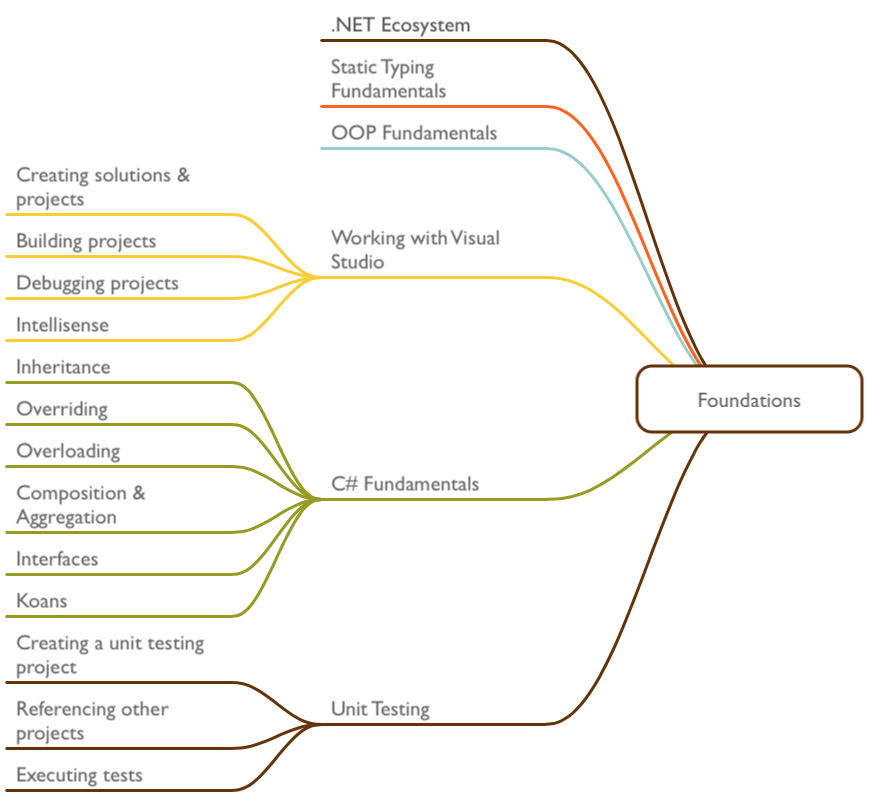 .NET Ecosystem
Static Typing
Fundamentals
OOP Fundamentals
Creating solutions &
projects
Building projects
Debugging projects
Intellisense
Working with Visual
Studio
Inheritance
Overriding
Overloading
Composition &
Aggregation
Interfaces
Koans
C# Fundamentals
Foundations
Creating a unit testing
project
Referencing other
projects
Executing tests
Unit Testing